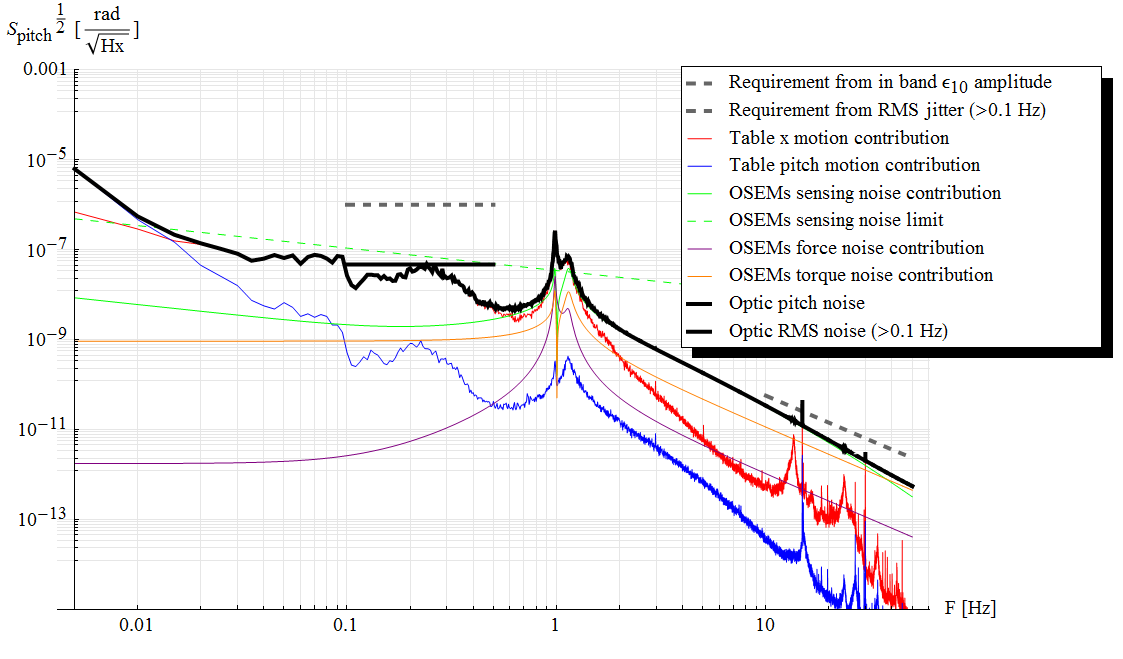 S_pitch^1/2 [ rad/√Hx ]
0.001
10^-5
10^-7
10^-9
10^-11
10^-13
0.01 0.1 1 10
F [Hz]
Requirement from in band ϵ10 amplitude
Requirement from RMS jitter (>0.1 Hz)
Table x motion contribution
Table pitch motion contribution
OSEMs sensing noise contribution
OSEMs sensing noise limit
OSEMs force noise contribution
OSEMs torque noise contribution
Optic pitch noise
Optic RMS noise (>0.1 Hz)